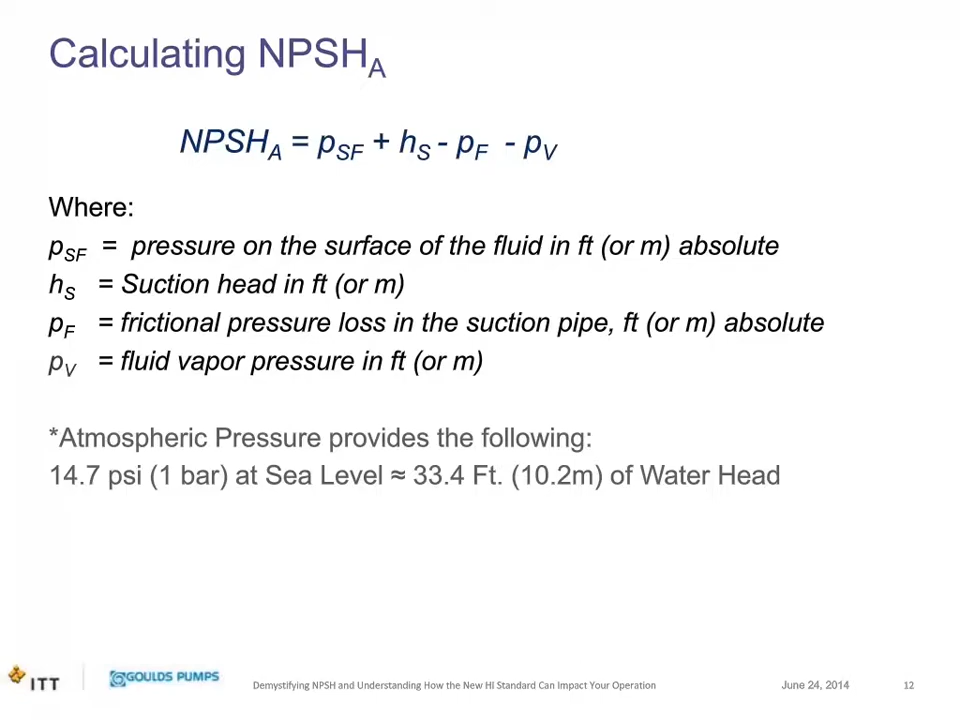 Calculating NPSHA
NPSHA = pSF + hS - pF - pV
Where:
pSF = pressure on the surface of the fluid in ft (or m) absolute
hS = Suction head in ft (or m)
pF = frictional pressure loss in the suction pipe, ft (or m) absolute
pV = fluid vapor pressure in ft (or m)
*Atmospheric Pressure provides the following:
14.7 psi (1 bar) at Sea Level ≈ 33.4 Ft. (10.2m) of Water Head
ITT
GOULDS PUMPS
Demystifying NPSH and Understanding How the New HI Standard Can Impact Your Operation
June 24, 2014
12